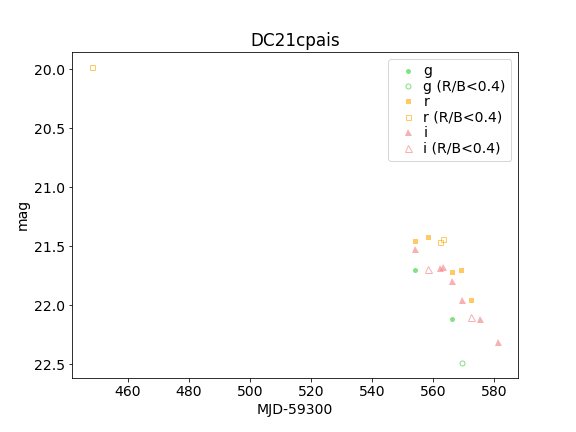 DC21cpais
20.0
20.5
21.0
21.5
22.0
22.5
mag
g
g (R/B<0.4)
r
r (R/B<0.4)
i
i (R/B<0.4)
460 480 500 520 540 560 580
MJD-59300